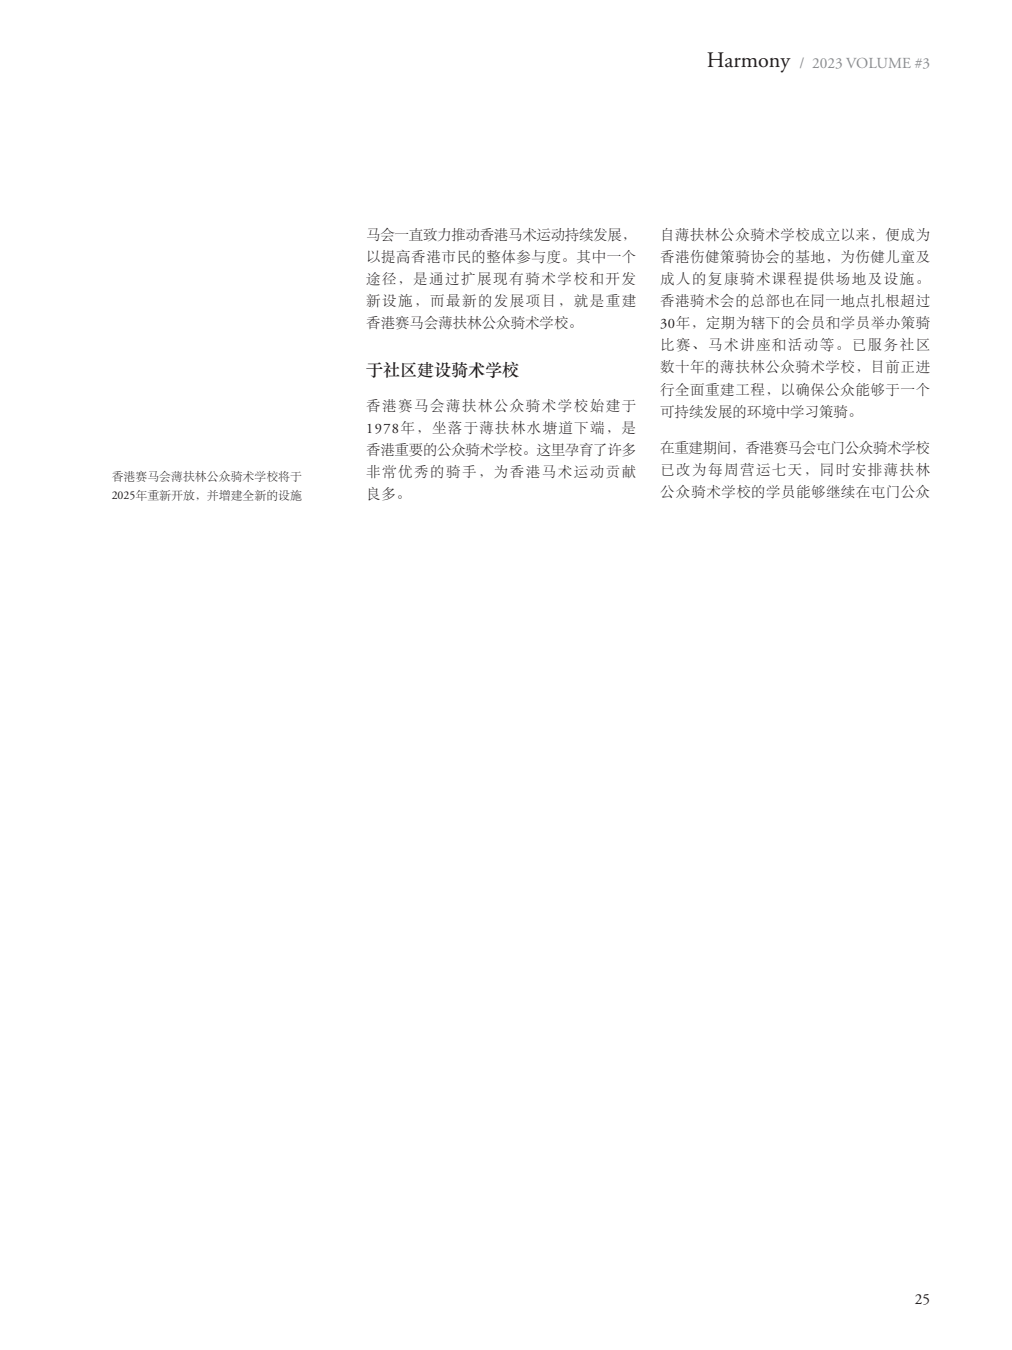 Harmony / 2023 VOLUME #3
马会一直致力推动香港马术运动持续发展，
以提高香港市民的整体参与度。其中一个
途径，是通过扩展现有骑术学校和开发
新设施，而最新的发展项目，就是重建
香港赛马会薄扶林公众骑术学校。
于社区建设骑术学校
香港赛马会薄扶林公众骑术学校始建于
1978年，坐落于薄扶林水塘道下端，是
香港重要的公众骑术学校。这里孕育了许多
非常优秀的骑手，为香港马术运动贡献
良多。
自薄扶林公众骑术学校成立以来，便成为
香港伤健策骑协会的基地，为伤健儿童及
成人的复康骑术课程提供场地及设施。
香港骑术会的总部也在同一地点扎根超过
30年，定期为辖下的会员和学员举办策骑
比赛、马术讲座和活动等。已服务社区
数十年的薄扶林公众骑术学校，目前正进
行全面重建工程，以确保公众能够于一个
可持续发展的环境中学习策骑。
在重建期间，香港赛马会屯门公众骑术学校
已改为每周营运七天，同时安排薄扶林
公众骑术学校的学员能够继续在屯门公众
香港赛马会薄扶林公众骑术学校将于
2025年重新开放，并增建全新的设施
25